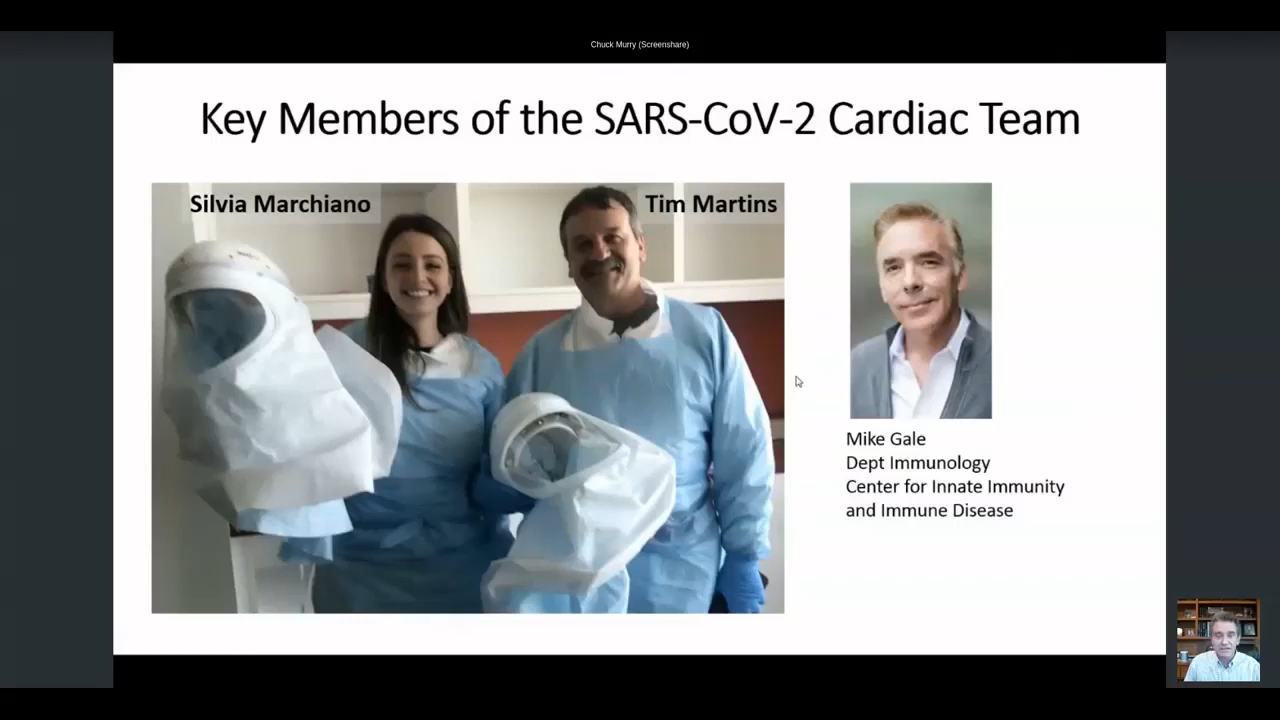 Chuck Murry (Screenshare)
Key Members of the SARS-CoV-2 Cardiac Team
Silvia Marchiano
Tim Martins
Mike Gale
Dept Immunology
Center for Innate Immunity
and Immune Disease